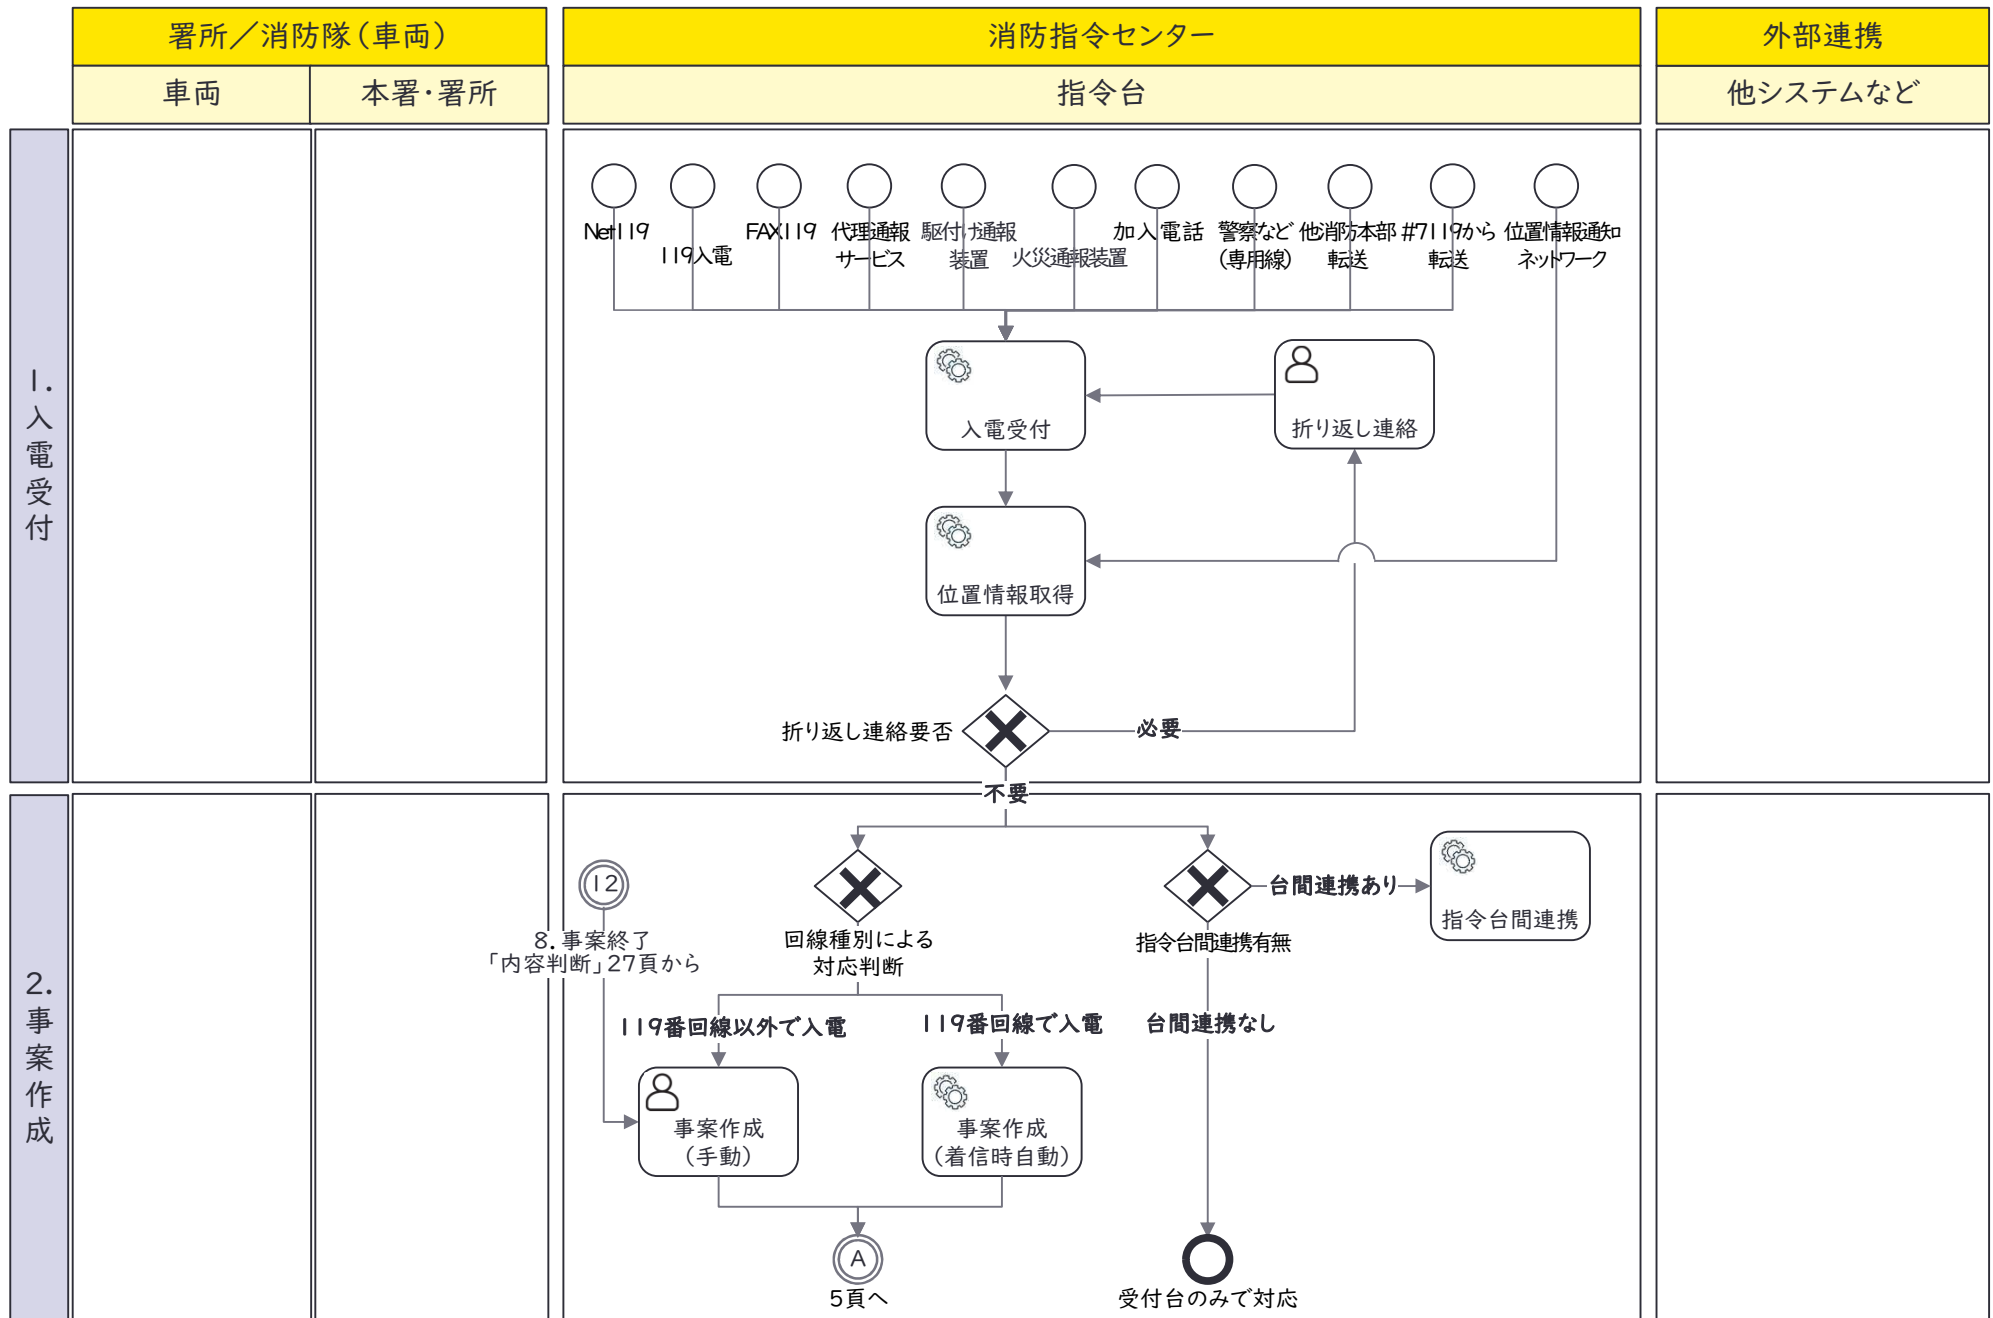 署所／消防隊（車両）
消防指令センター
外部連携
車両
本署・署所
指令台
他システムなど
1.入電受付
Net119
119入電
FAX119
代理通報
サービス
駆付け通報
装置
火災通報装置
加入電話
警察など
（専用線）
他消防本部
転送
#7119から
転送
位置情報通知
ネットワーク
入電受付
折り返し連絡
位置情報取得
折り返し連絡要否
必要
不要
2.事案作成
12
8．事案終了
「内容判断」27頁から
回線種別による
対応判断
指令台間連携有無
台間連携あり
指令台間連携
119番回線以外で入電
119番回線で入電
台間連携なし
事案作成
（手動）
事案作成
（着信時自動）
A
5頁へ
受付台のみで対応